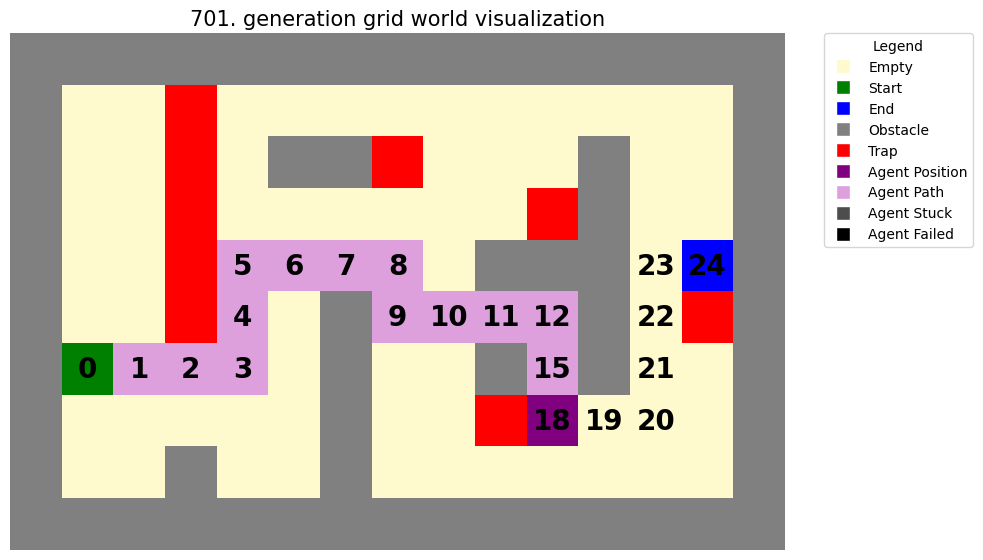 701. generation grid world visualization
Legend
Empty
Start
End
Obstacle
Trap
Agent Position
Agent Path
Agent Stuck
Agent Failed
5 6 7 8 23 24
4 9 10 11 12 22
0 1 2 3 15 21
18 19 20